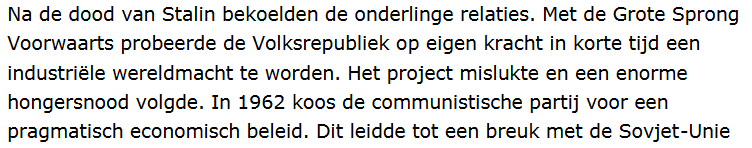 Na de dood van Stalin bekoelden de onderlinge relaties. Met de Grote Sprong
Voorwaarts probeerde de Volksrepubliek op eigen kracht in korte tijd een
industriële wereldmacht te worden. Het project mislukte en een enorme
hongersnood volgde. In 1962 koos de communistische partij voor een
pragmatisch economisch beleid. Dit leidde tot een breuk met de Sovjet-Unie